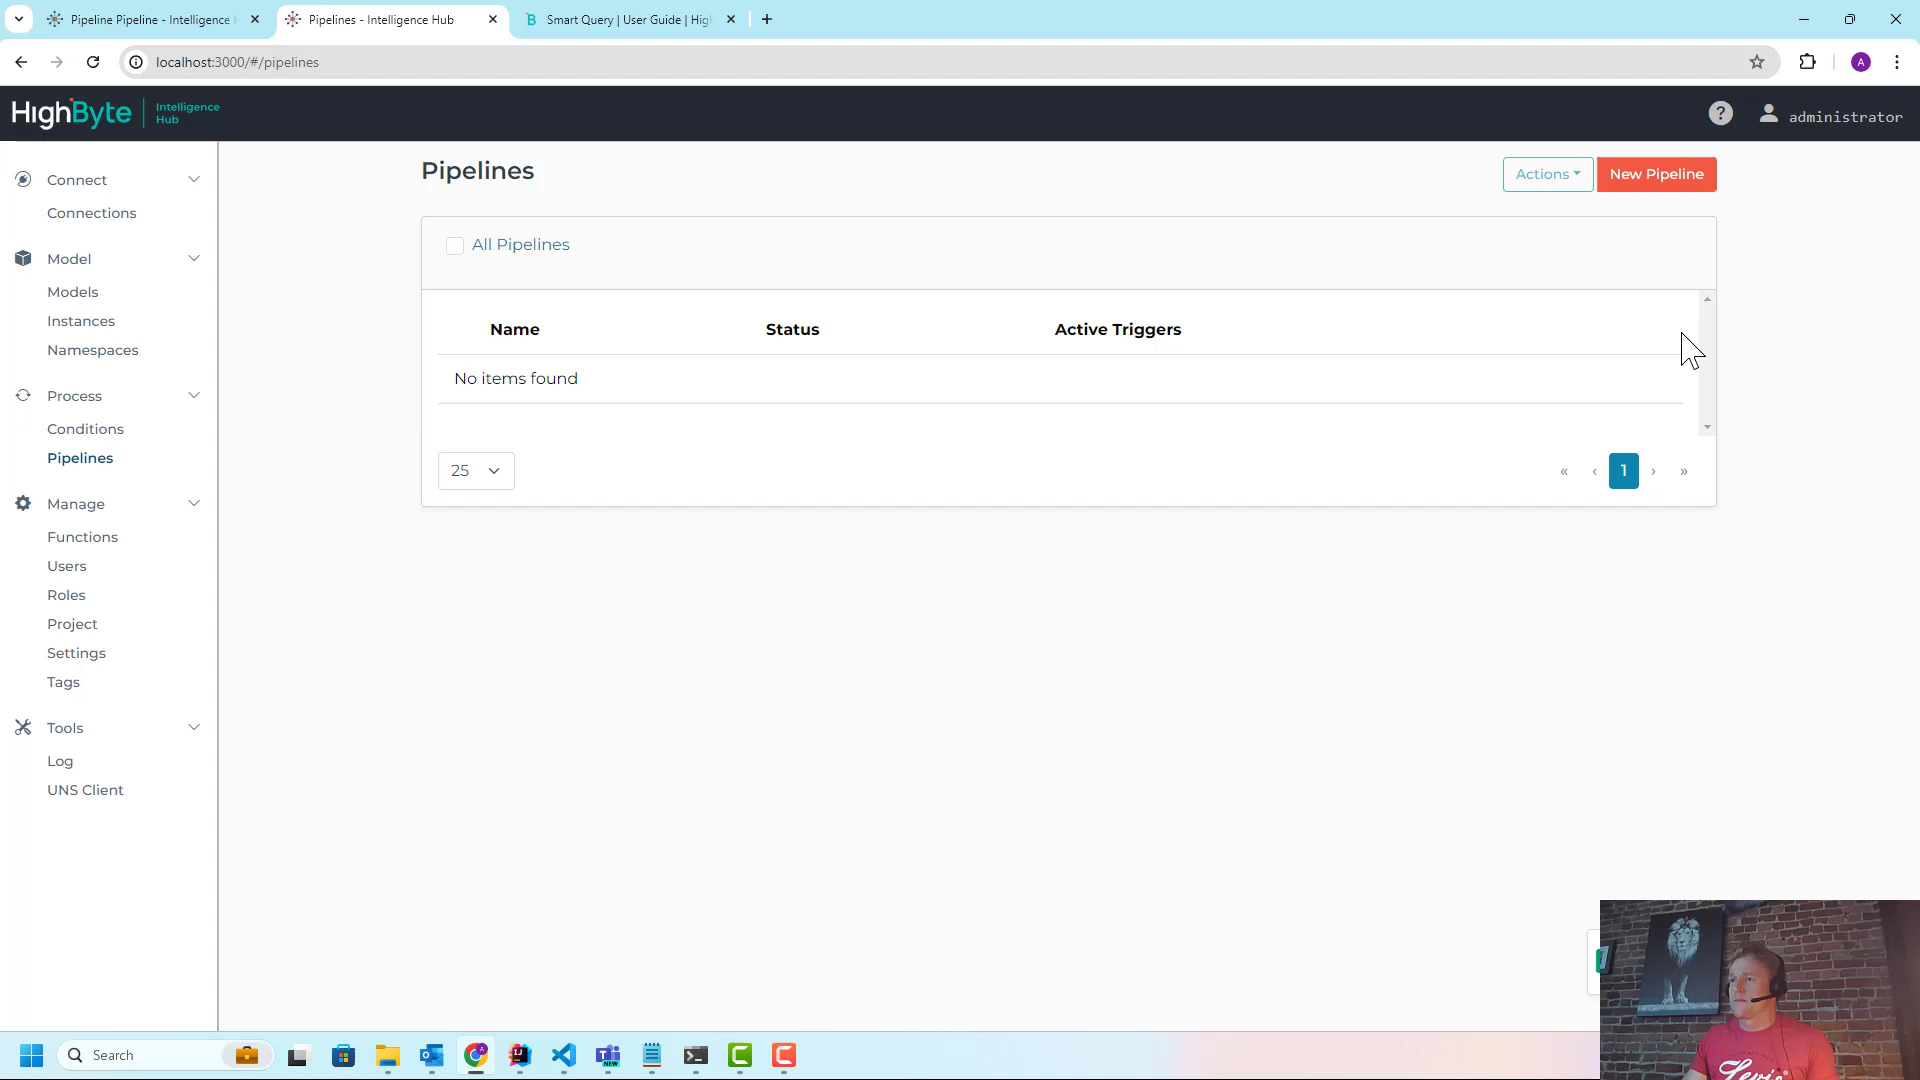 Pipeline Pipeline - Intelligence
Pipelines - Intelligence Hub
Smart Query | User Guide | Hig
localhost:3000/#/pipelines
A
HighByte
Intelligence
Hub
?
administrator
Connect
Connections
Model
Models
Instances
Namespaces
Process
Conditions
Pipelines
Manage
Functions
Users
Roles
Project
Settings
Tags
Tools
Log
UNS Client
Pipelines
Actions
New Pipeline
All Pipelines
Name
Status
Active Triggers
No items found
25
« ‹ 1 › »
Search
NEW
Levi's